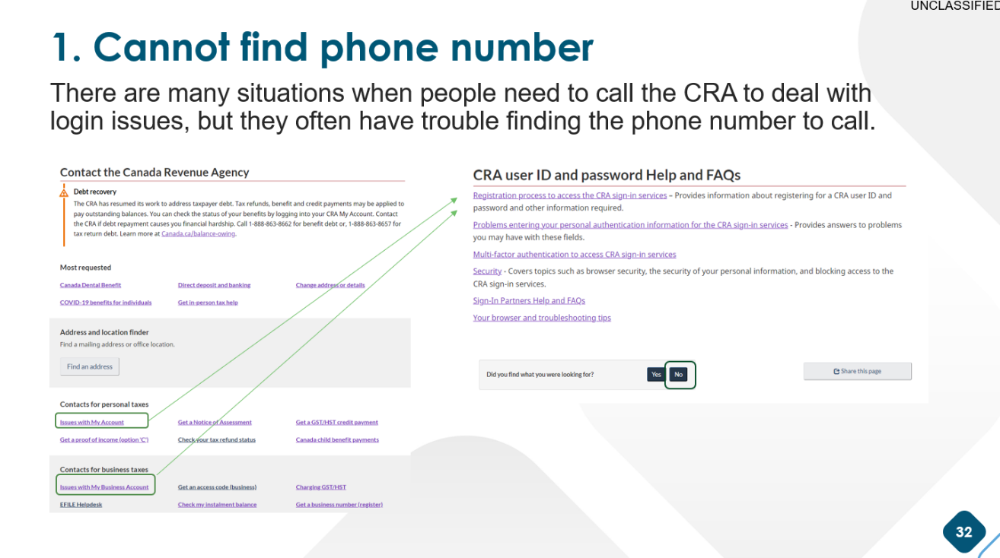 UNCLASSIFIED
1. Cannot find phone number
There are many situations when people need to call the CRA to deal with
login issues, but they often have trouble finding the phone number to call.
Contact the Canada Revenue Agency
Debt recovery
The CRA has resumed its work to address taxpayer debt. Tax refunds, benefit and credit payments may be applied to
pay outstanding balances. You can check the status of your benefits by logging into your CRA My Account. Contact
the CRA if debt repayment causes you financial hardship. Call 1-888-863-8662 for benefit debt or, 1-888-863-8657 for
tax return debt. Learn more at Canada.ca/balance-owing.
Most requested
Canada Dental Benefit Direct deposit and banking Change address or details
COVID-19 benefits for individuals Get in-person tax help
Address and location finder
Find a mailing address or office location.
Find an address
Contacts for personal taxes
Issues with My Account Get a Notice of Assessment Get a GST/HST credit payment
Get a proof of income (option 'C') Check your tax refund status Canada child benefit payments
Contacts for business taxes
Issues with My Business Account Get an access code (business) Charging GST/HST
EFILE Helpdesk Check my instalment balance Get a business number (register)
CRA user ID and password Help and FAQs
Registration process to access the CRA sign-in services – Provides information about registering for a CRA user ID and
password and other information required.
Problems entering your personal authentication information for the CRA sign-in services - Provides answers to problems
you may have with these fields.
Multi-factor authentication to access CRA sign-in services
Security - Covers topics such as browser security, the security of your personal information, and blocking access to the
CRA sign-in services.
Sign-In Partners Help and FAQs
Your browser and troubleshooting tips
Did you find what you were looking for? Yes No
Share this page
32